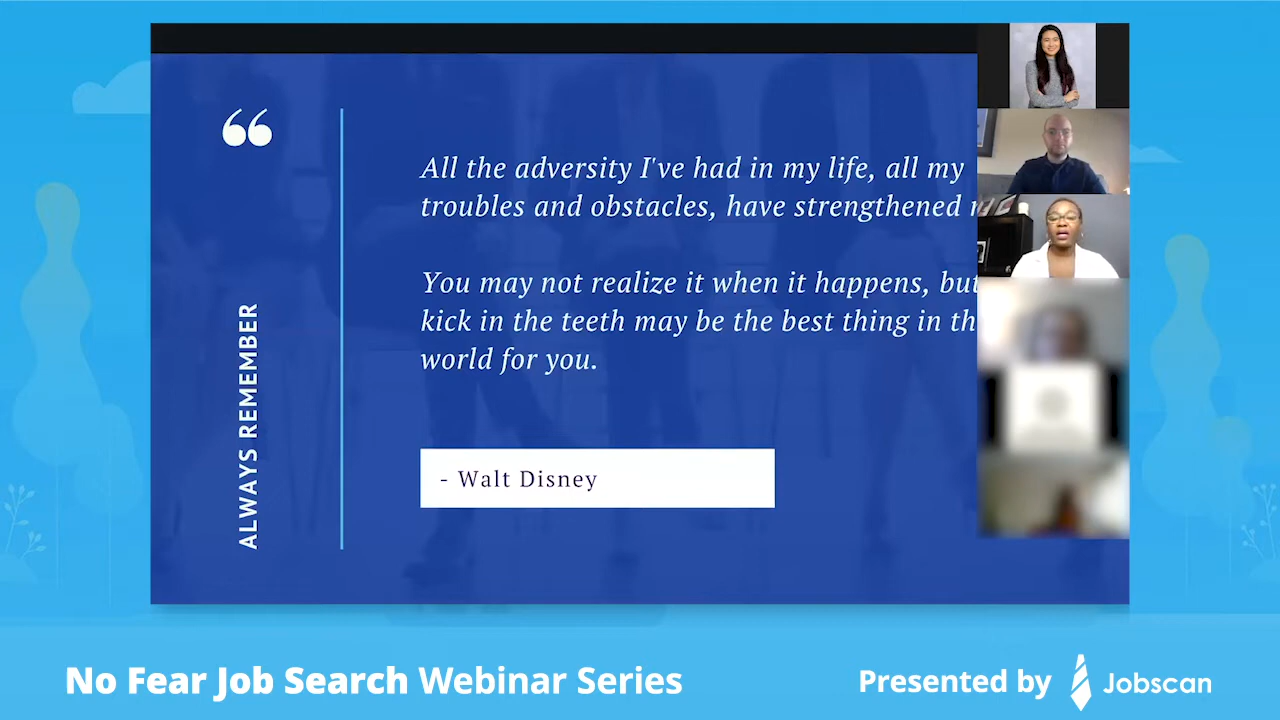 “
All the adversity I've had in my life, all my
troubles and obstacles, have strengthened
You may not realize it when it happens, but
kick in the teeth may be the best thing in
world for you.
- Walt Disney
ALWAYS REMEMBER
No Fear Job Search Webinar Series
Presented by Jobscan